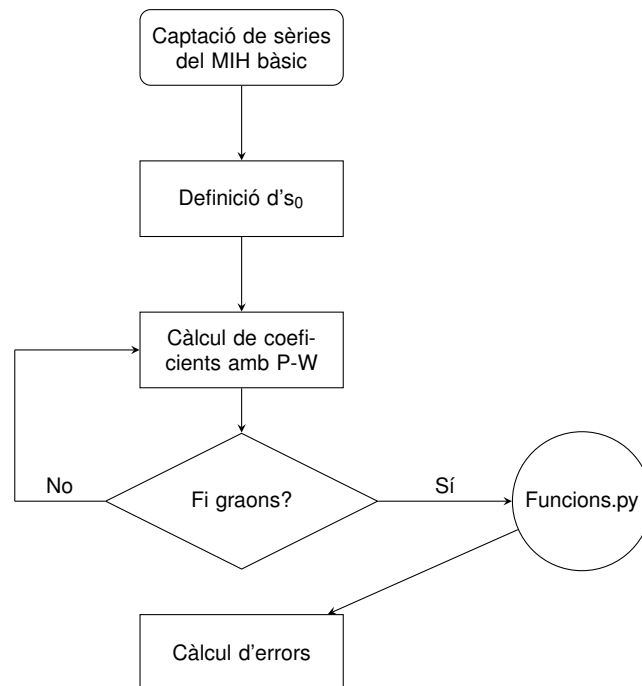 Captació de sèries
del MIH bàsic
Definició d's₀
Càlcul de coefi-
cients amb P-W
No
Fi graons?
Sí
Funcions.py
Càlcul d'errors